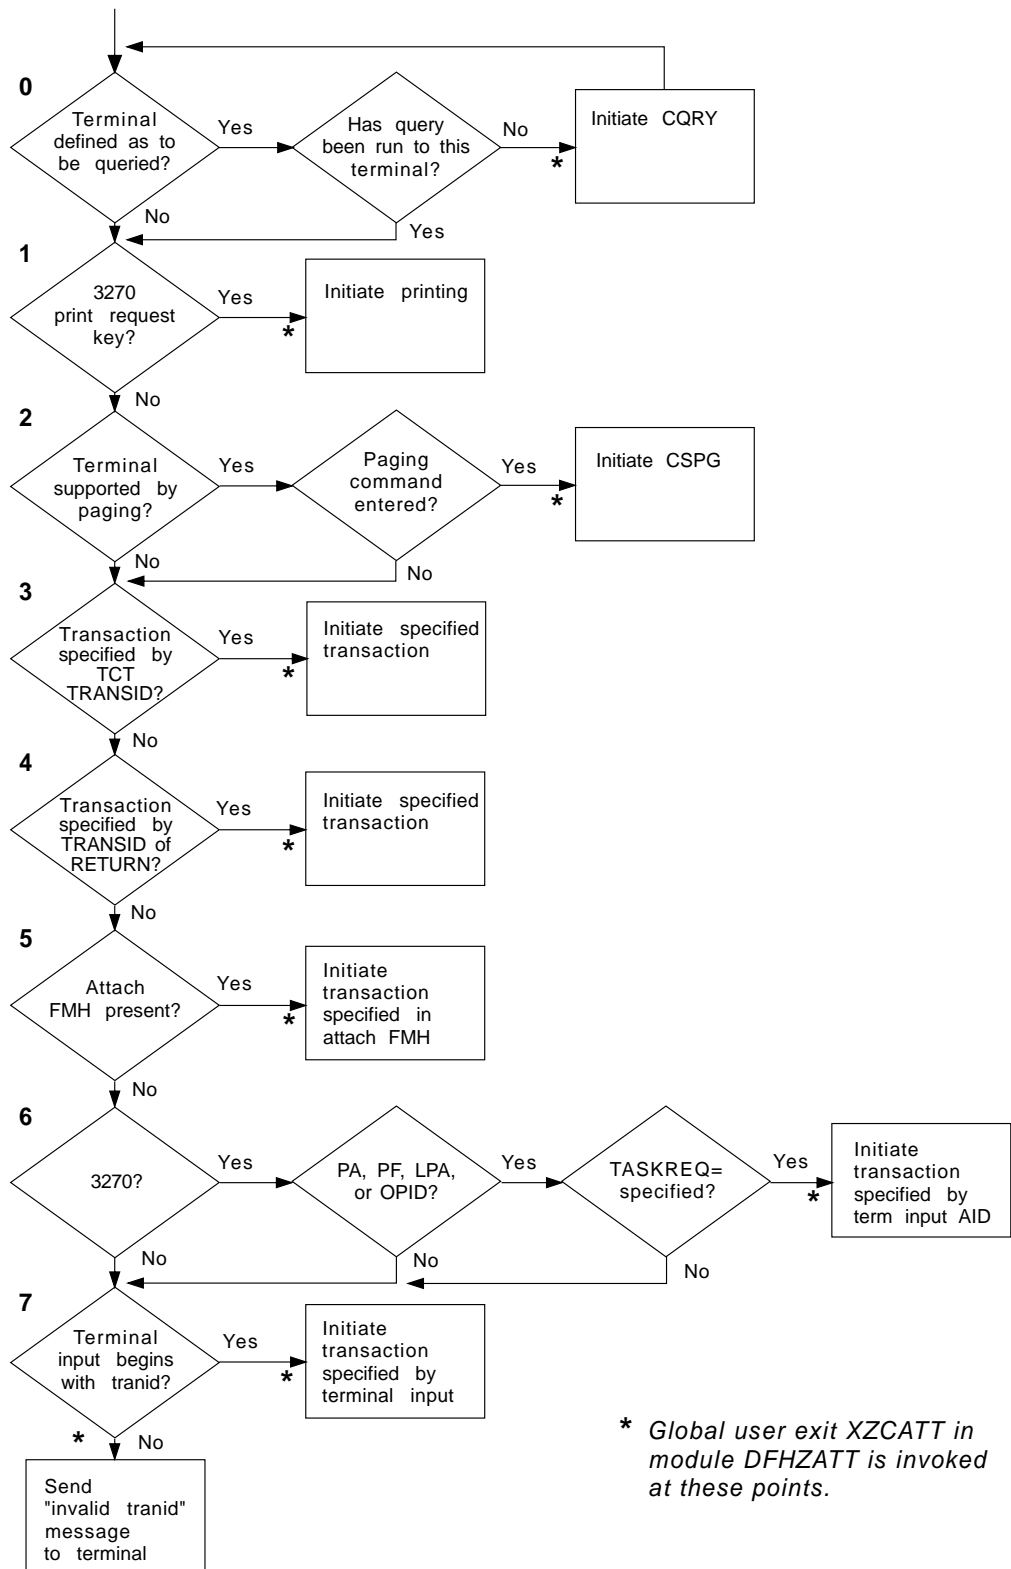 0
Terminal
defined as to
be queried?
Yes
Has query
been run to this
terminal?
No
*
Initiate CQRY
No
Yes
1
3270
print request
key?
Yes
*
Initiate printing
No
2
Terminal
supported by
paging?
Yes
Paging
command
entered?
Yes
*
Initiate CSPG
No
No
3
Transaction
specified by
TCT
TRANSID?
Yes
*
Initiate specified
transaction
No
4
Transaction
specified by
TRANSID of
RETURN?
Yes
*
Initiate specified
transaction
No
5
Attach
FMH present?
Yes
*
Initiate
transaction
specified in
attach FMH
No
6
3270?
Yes
PA, PF, LPA,
or OPID?
Yes
TASKREQ=
specified?
Yes
*
Initiate
transaction
specified by
term input AID
No
No
No
7
Terminal
input begins
with tranid?
Yes
*
Initiate
transaction
specified by
terminal input
*
No
Send
"invalid tranid"
message
to terminal
* Global user exit XZCATT in
module DFHZATT is invoked
at these points.